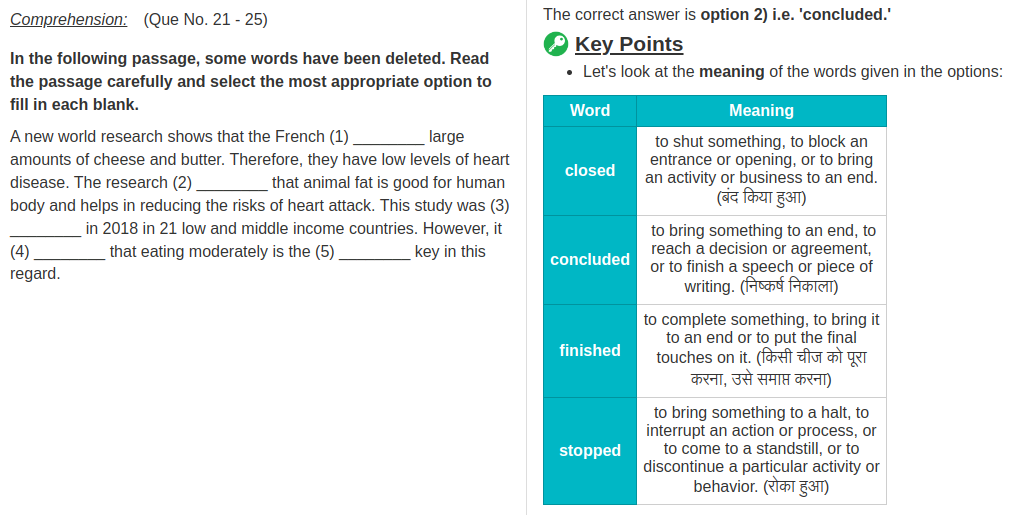 Comprehension: (Que No. 21 - 25)
In the following passage, some words have been deleted. Read
the passage carefully and select the most appropriate option to
fill in each blank.
A new world research shows that the French (1) ________ large
amounts of cheese and butter. Therefore, they have low levels of heart
disease. The research (2) ________ that animal fat is good for human
body and helps in reducing the risks of heart attack. This study was (3)
________ in 2018 in 21 low and middle income countries. However, it
(4) ________ that eating moderately is the (5) ________ key in this
regard.
The correct answer is option 2) i.e. 'concluded.'
Key Points
• Let's look at the meaning of the words given in the options:
Word Meaning
closed
to shut something, to block an
entrance or opening, or to bring
an activity or business to an end.
(बंद किया हुआ)
concluded
to bring something to an end, to
reach a decision or agreement,
or to finish a speech or piece of
writing. (निष्कर्ष निकाला)
finished
to complete something, to bring it
to an end or to put the final
touches on it. (किसी चीज को पूरा
करना, उसे समाप्त करना)
stopped
to bring something to a halt, to
interrupt an action or process, or
to come to a standstill, or to
discontinue a particular activity or
behavior. (रोका हुआ)